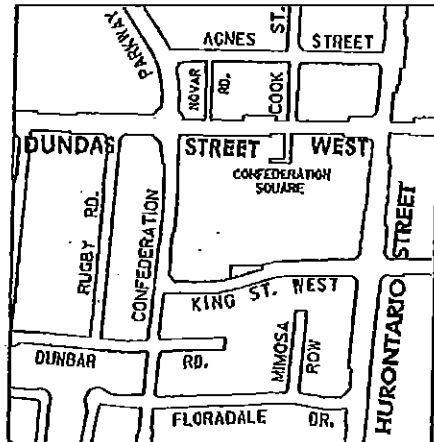 AGNES STREET
PARKWAY
COOK ST.
NOVAR RD.
DUNDAS STREET WEST
CONFEDERATION
SQUARE
RUGBY RD.
CONFEDERATION
HURONTARIO STREET
KING ST. WEST
MIMOSA ROW
DUNBAR RD.
FLORADALE DR.